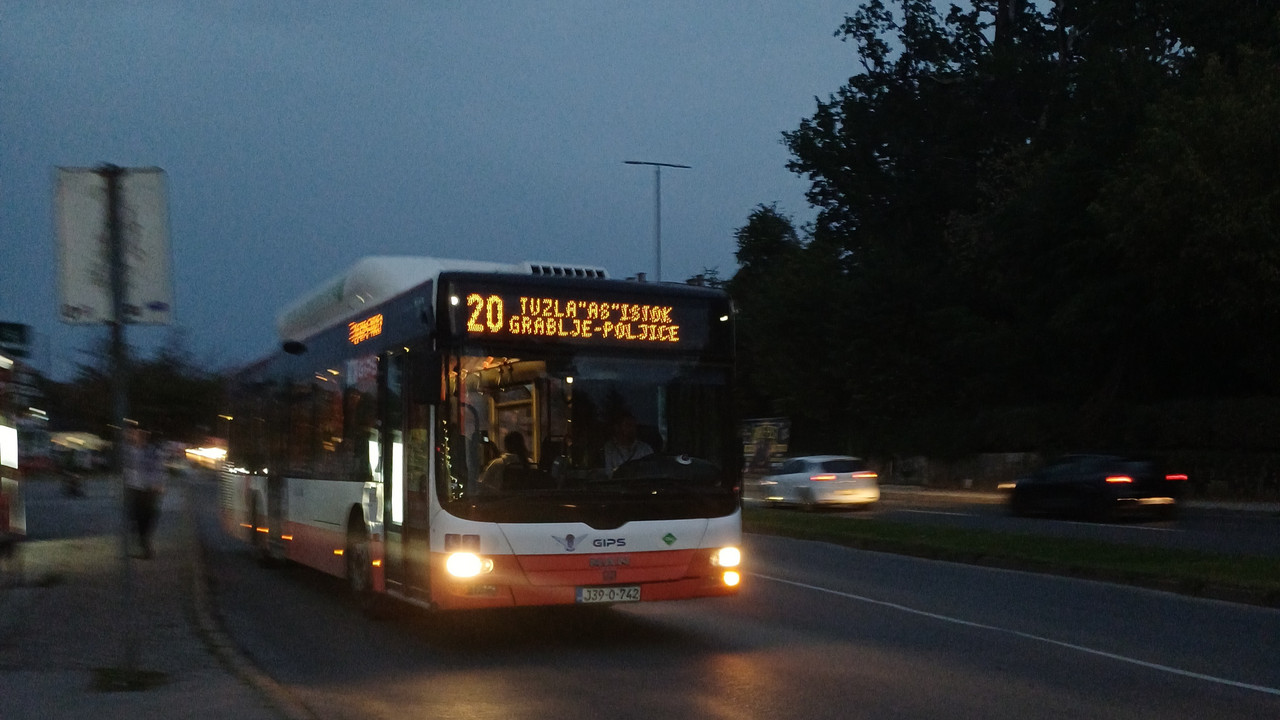 20
TUZLA"AS"ISTOK
GRABLJE-POLJICE
GIPS
J39-O-742